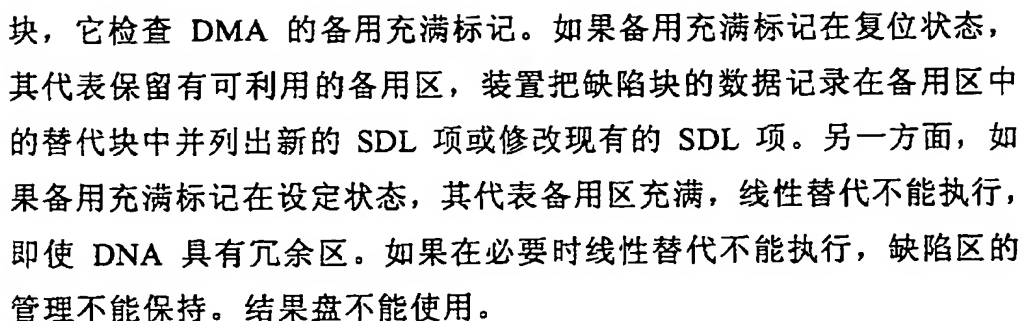 块，它检查 DMA 的备用充满标记。如果备用充满标记在复位状态，
其代表保留有可利用的备用区，装置把缺陷块的数据记录在备用区中
的替代块中并列出新的 SDL 项或修改现有的 SDL 项。另一方面，如
果备用充满标记在设定状态，其代表备用区充满，线性替代不能执行，
即使 DNA 具有冗余区。如果在必要时线性替代不能执行，缺陷区的
管理不能保持。结果盘不能使用。